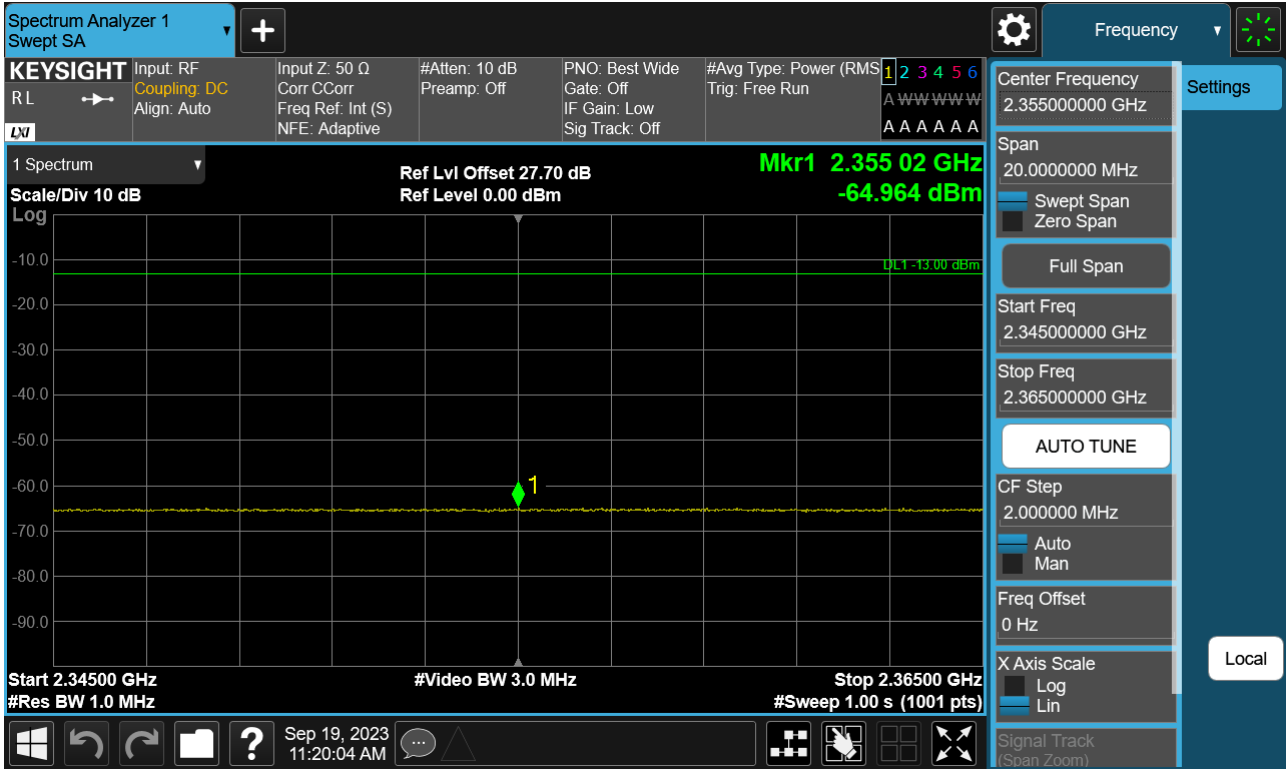 Spectrum Analyzer 1
Swept SA
Frequency
KEYSIGHT
R L
LXI
Input: RF
Coupling: DC
Align: Auto
Input Z: 50 Ω
Corr CCorr
Freq Ref: Int (S)
NFE: Adaptive
#Atten: 10 dB
Preamp: Off
PNO: Best Wide
Gate: Off
IF Gain: Low
Sig Track: Off
#Avg Type: Power (RMS
Trig: Free Run
1 2 3 4 5 6
A W W W W W
A A A A A A
1 Spectrum
Scale/Div 10 dB
Log
Ref Lvl Offset 27.70 dB
Ref Level 0.00 dBm
Mkr1 2.355 02 GHz
-64.964 dBm
DL1 -13.00 dBm
-10.0
-20.0
-30.0
-40.0
-50.0
-60.0
-70.0
-80.0
-90.0
1
Start 2.34500 GHz
#Res BW 1.0 MHz
#Video BW 3.0 MHz
Stop 2.36500 GHz
#Sweep 1.00 s (1001 pts)
Center Frequency
2.355000000 GHz
Span
20.0000000 MHz
Swept Span
Zero Span
Full Span
Start Freq
2.345000000 GHz
Stop Freq
2.365000000 GHz
AUTO TUNE
CF Step
2.000000 MHz
Auto
Man
Freq Offset
0 Hz
X Axis Scale
Log
Lin
Signal Track
(Span Zoom)
Settings
Local
?
Sep 19, 2023
11:20:04 AM